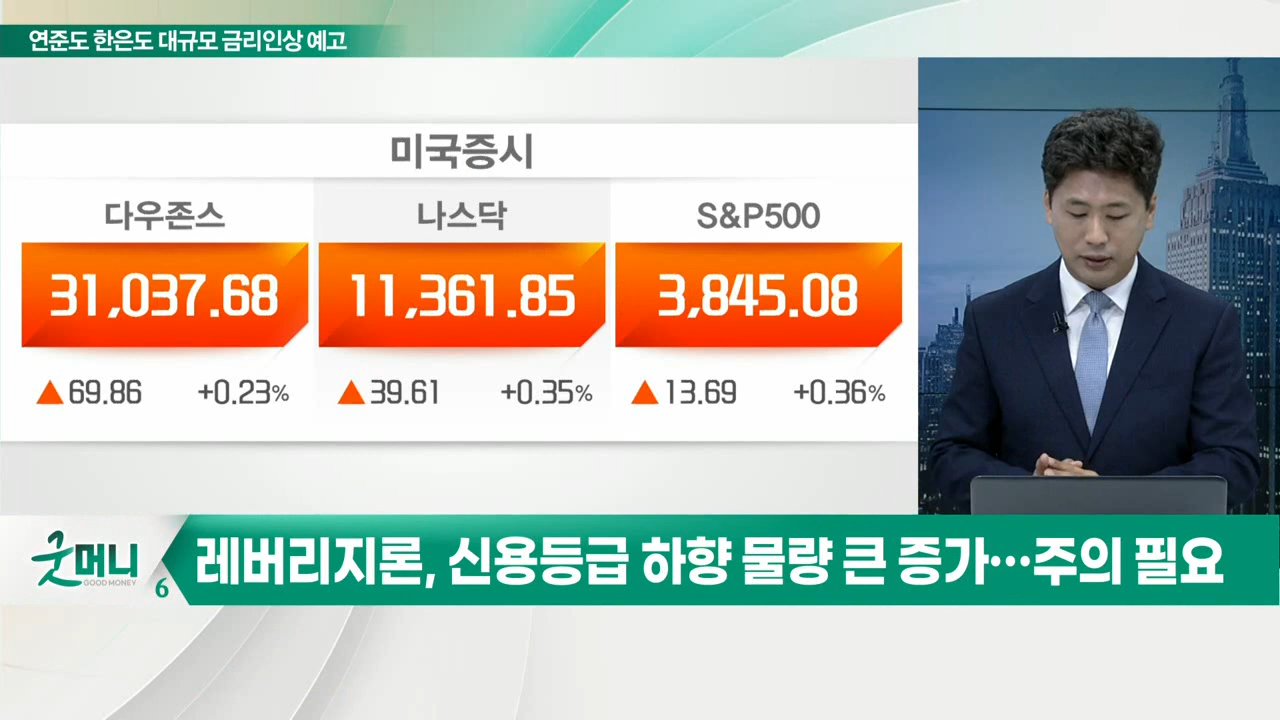 연준도 한은도 대규모 금리인상 예고
미국증시
다우존스
31,037.68
▲69.86 +0.23%
나스닥
11,361.85
▲39.61 +0.35%
S&P500
3,845.08
▲13.69 +0.36%
굿머니
GOOD MONEY
6
레버리지론, 신용등급 하향 물량 큰 증가…주의 필요